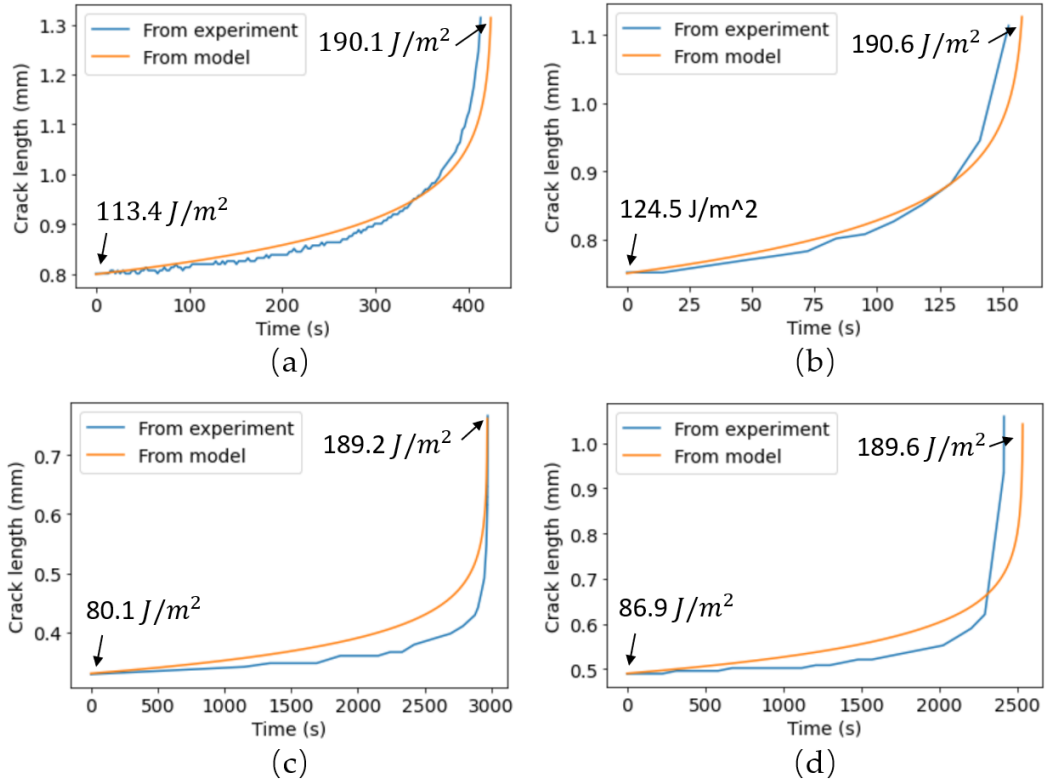 From experiment
From model
190.1 J/m²
113.4 J/m²
1.3
1.2
1.1
1.0
0.9
0.8
Crack length (mm)
0 100 200 300 400
Time (s)
(a)
From experiment
From model
190.6 J/m²
124.5 J/m^2
1.1
1.0
0.9
0.8
Crack length (mm)
0 25 50 75 100 125 150
Time (s)
(b)
From experiment
From model
189.2 J/m²
80.1 J/m²
0.7
0.6
0.5
0.4
Crack length (mm)
0 500 1000 1500 2000 2500 3000
Time (s)
(c)
From experiment
From model
189.6 J/m²
86.9 J/m²
1.0
0.9
0.8
0.7
0.6
0.5
Crack length (mm)
0 500 1000 1500 2000 2500
Time (s)
(d)